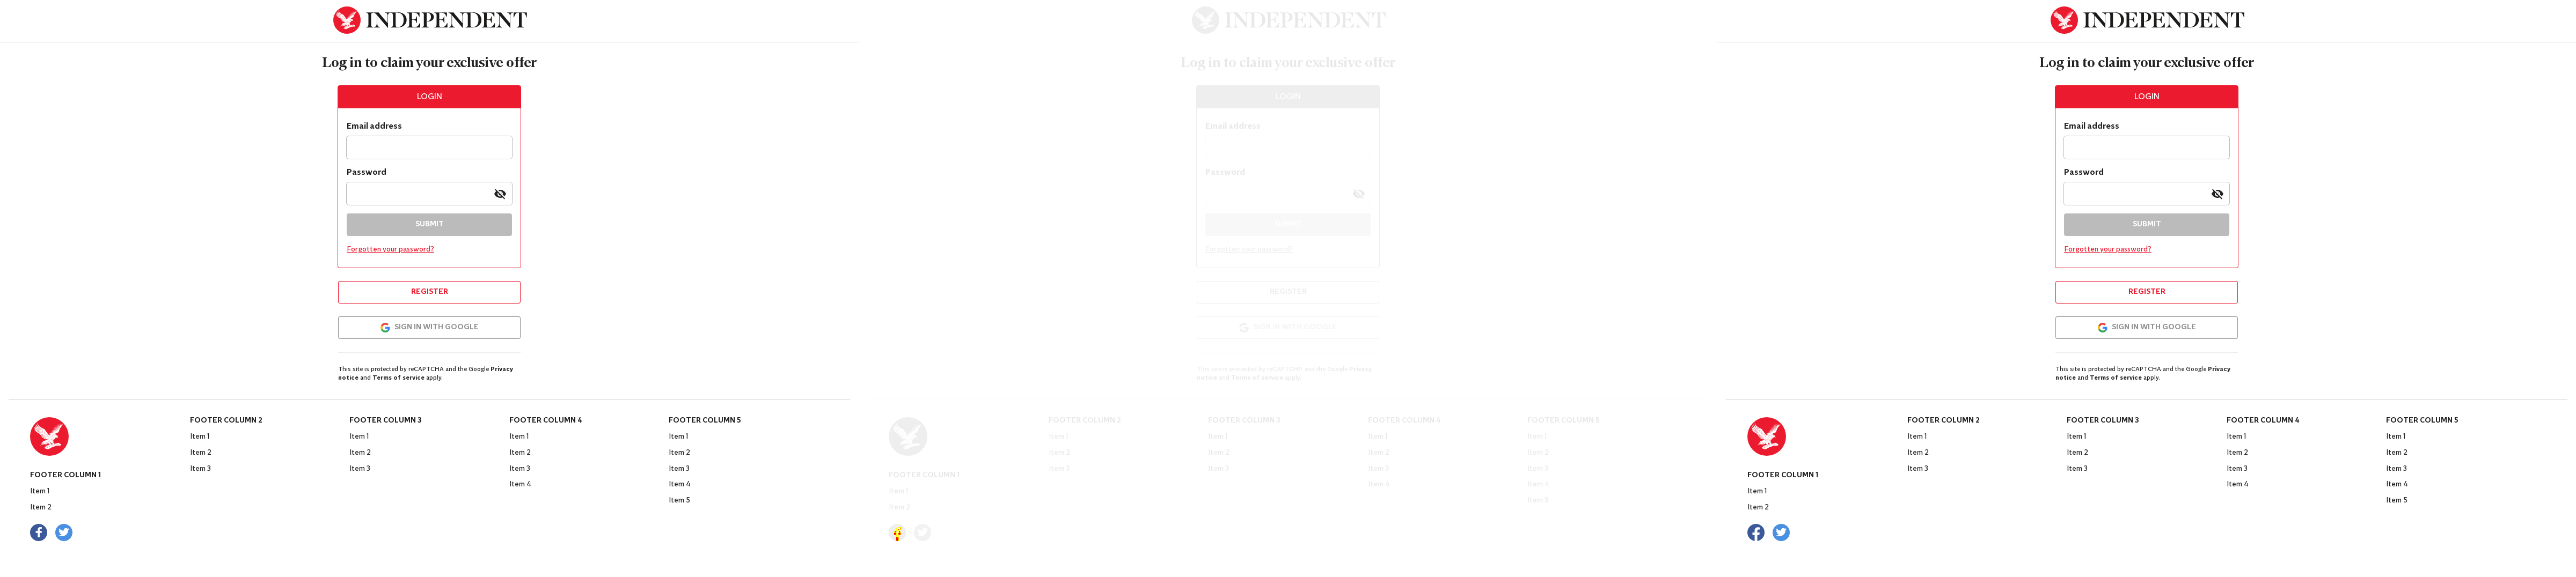 INDEPENDENT
Log in to claim your exclusive offer
LOGIN
Email address
Password
SUBMIT
Forgotten your password?
REGISTER
SIGN IN WITH GOOGLE
This site is protected by reCAPTCHA and the Google Privacy
notice and Terms of service apply.
FOOTER COLUMN 1
Item 1
Item 2
FOOTER COLUMN 2
Item 1
Item 2
Item 3
FOOTER COLUMN 3
Item 1
Item 2
Item 3
FOOTER COLUMN 4
Item 1
Item 2
Item 3
Item 4
FOOTER COLUMN 5
Item 1
Item 2
Item 3
Item 4
Item 5
INDEPENDENT
Log in to claim your exclusive offer
LOGIN
Email address
Password
Forgotten your password?
REGISTER
SIGN IN WITH GOOGLE
This site is protected by reCAPTCHA and the Google Privacy
notice and Terms of service apply.
FOOTER COLUMN 1
Item 1
Item 2
FOOTER COLUMN 2
Item 1
Item 2
Item 3
FOOTER COLUMN 3
Item 1
Item 2
Item 3
FOOTER COLUMN 4
Item 1
Item 2
Item 3
Item 4
FOOTER COLUMN 5
Item 1
Item 2
Item 3
Item 4
Item 5
INDEPENDENT
Log in to claim your exclusive offer
LOGIN
Email address
Password
SUBMIT
Forgotten your password?
REGISTER
SIGN IN WITH GOOGLE
This site is protected by reCAPTCHA and the Google Privacy
notice and Terms of service apply.
FOOTER COLUMN 1
Item 1
Item 2
FOOTER COLUMN 2
Item 1
Item 2
Item 3
FOOTER COLUMN 3
Item 1
Item 2
Item 3
FOOTER COLUMN 4
Item 1
Item 2
Item 3
Item 4
FOOTER COLUMN 5
Item 1
Item 2
Item 3
Item 4
Item 5